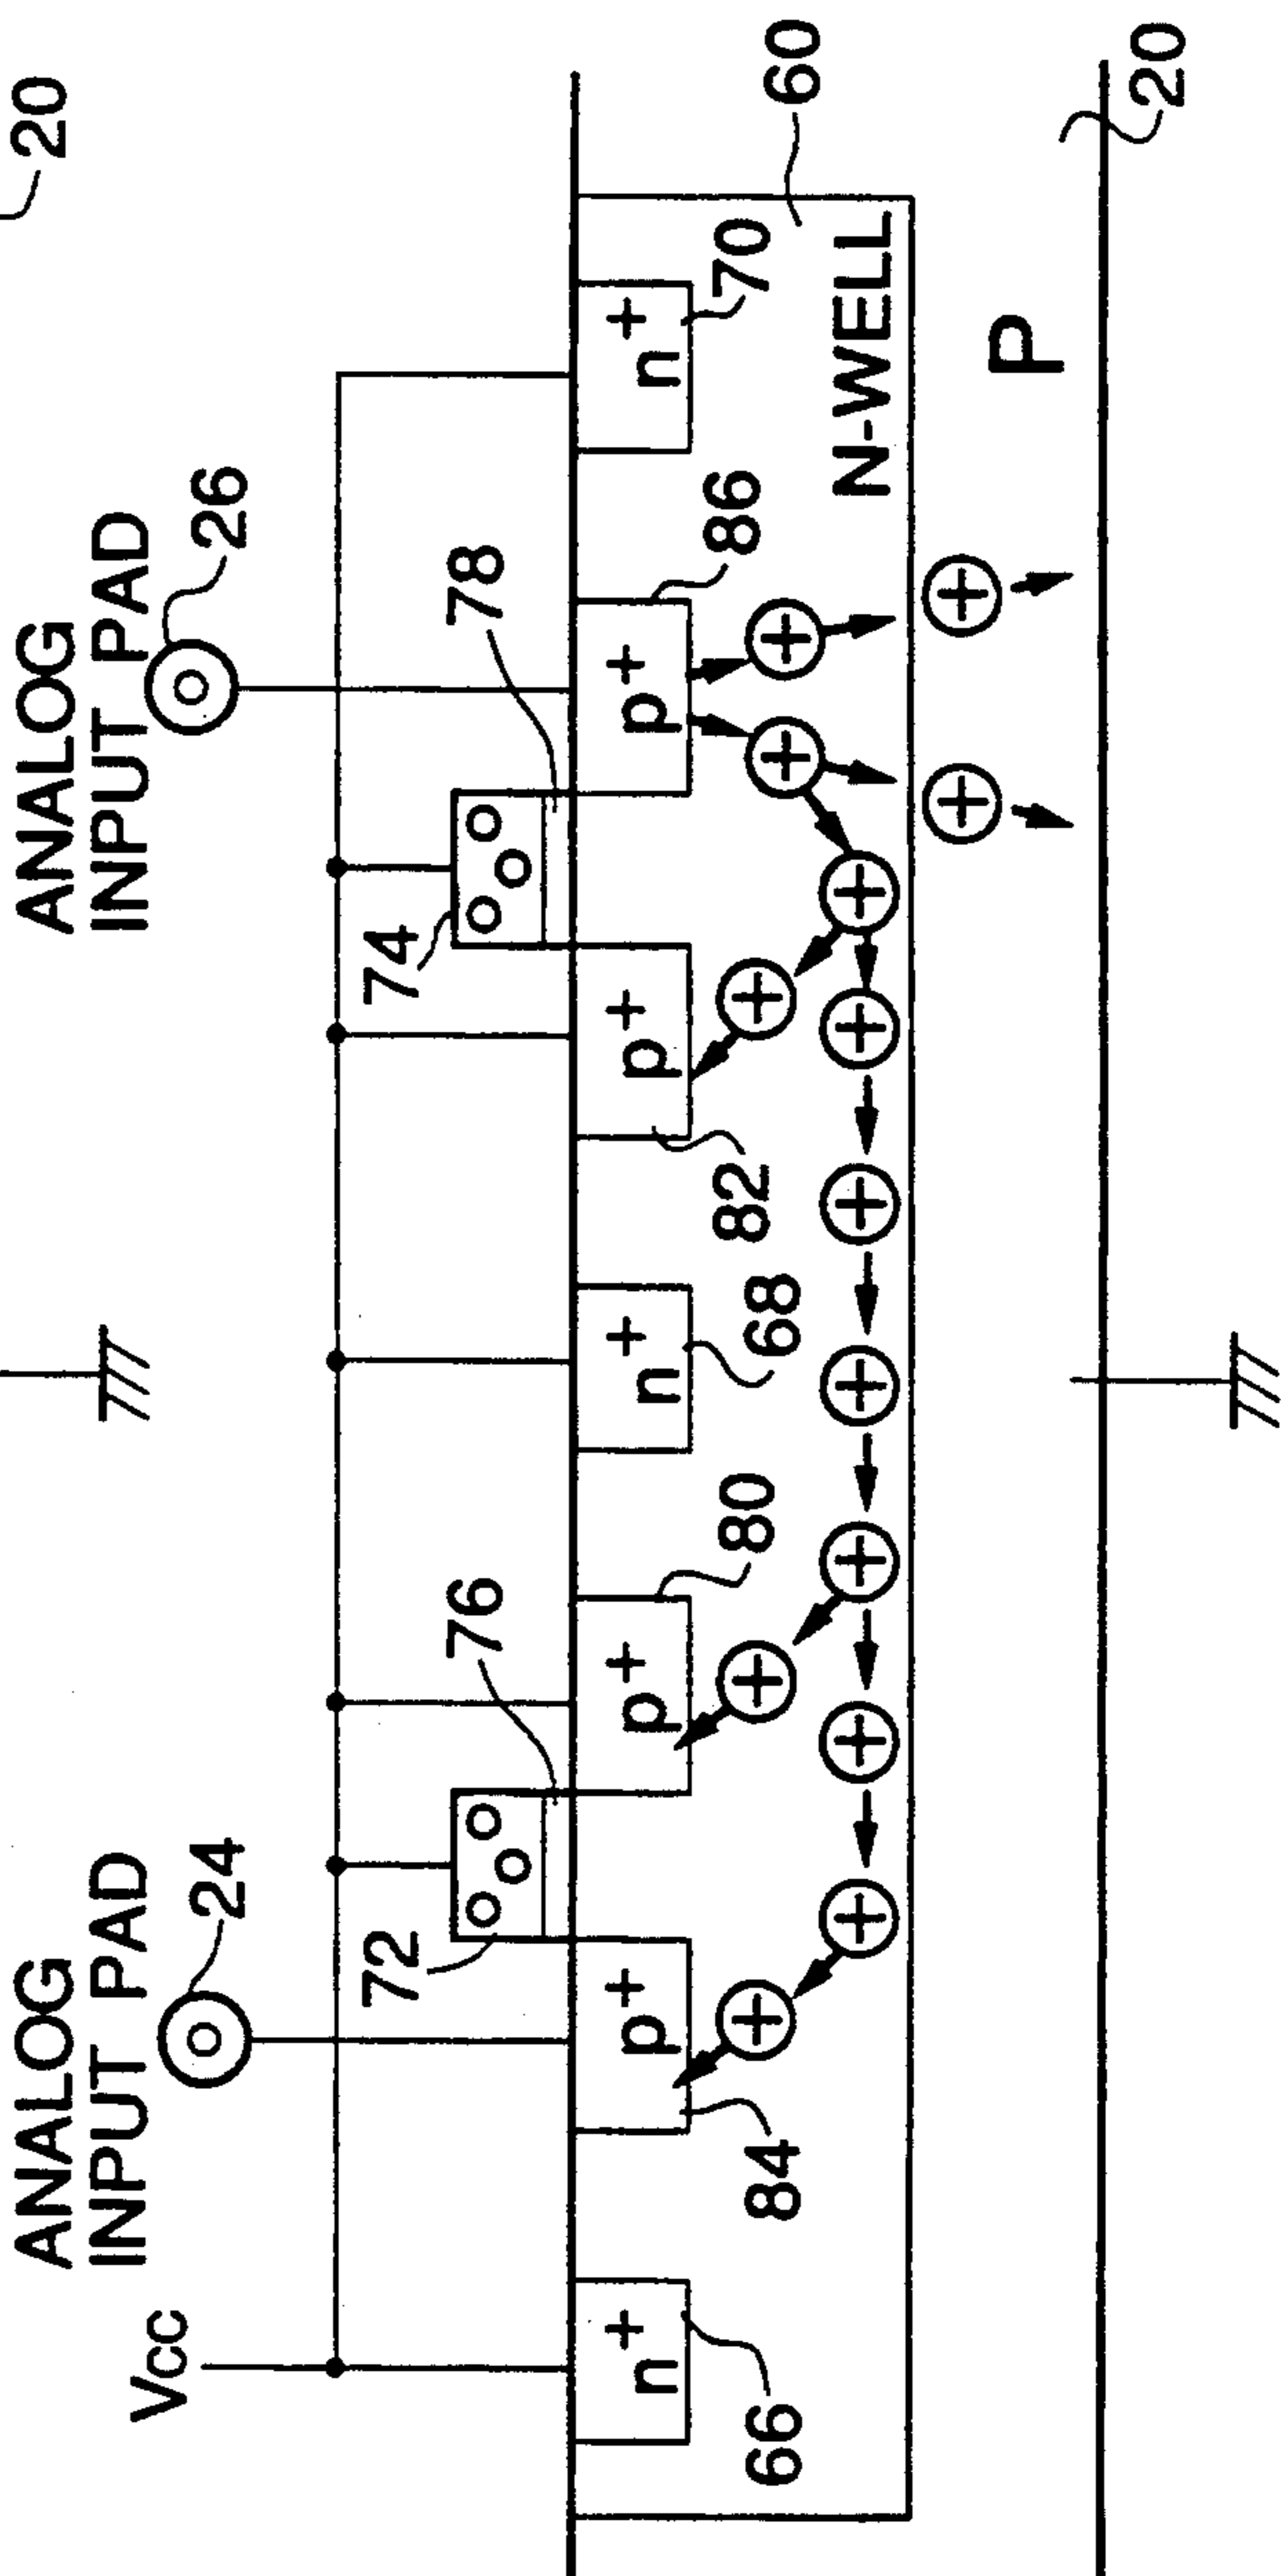 20
ANALOG
INPUT PAD
24
ANALOG
INPUT PAD
26
Vcc
72
76
74
78
n+
p+
p+
n+
p+
p+
n+
66
84
80
68
82
86
70
60
N-WELL
P
20